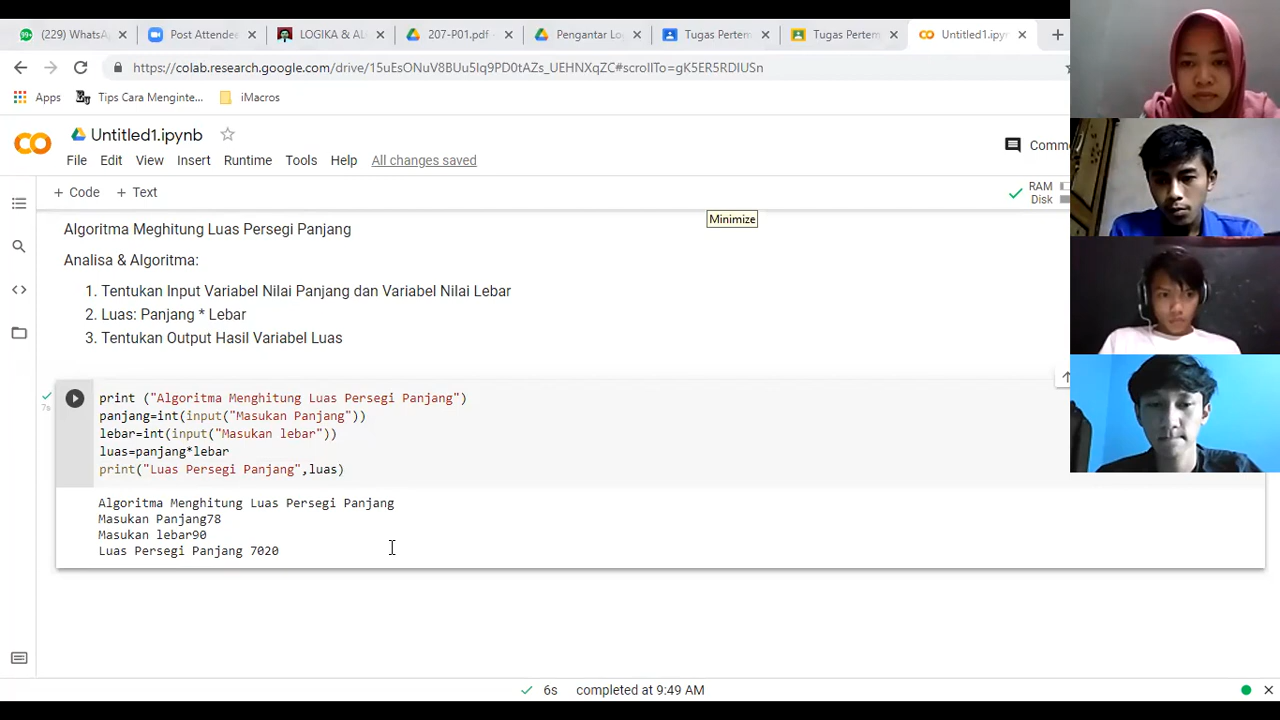 (229) WhatsA
Post Attende
LOGIKA & AL
207-P01.pdf
Pengantar Lo
Tugas Pertem
Tugas Pertem
Untitled1.ipyn
https://colab.research.google.com/drive/15uEsONuV8BUu5Iq9PD0tAZs_UEHNXqZC#scrollTo=gK5ER5RDIUSn
Apps
Tips Cara Menginte...
iMacros
Untitled1.ipynb
File Edit View Insert Runtime Tools Help All changes saved
Comme
+ Code + Text
RAM
Disk
Minimize
Algoritma Meghitung Luas Persegi Panjang
Analisa & Algoritma:
1. Tentukan Input Variabel Nilai Panjang dan Variabel Nilai Lebar
2. Luas: Panjang * Lebar
3. Tentukan Output Hasil Variabel Luas
7s
print ("Algoritma Menghitung Luas Persegi Panjang")
panjang=int(input("Masukan Panjang"))
lebar=int(input("Masukan lebar"))
luas=panjang*lebar
print("Luas Persegi Panjang",luas)
Algoritma Menghitung Luas Persegi Panjang
Masukan Panjang78
Masukan lebar90
Luas Persegi Panjang 7020
6s completed at 9:49 AM